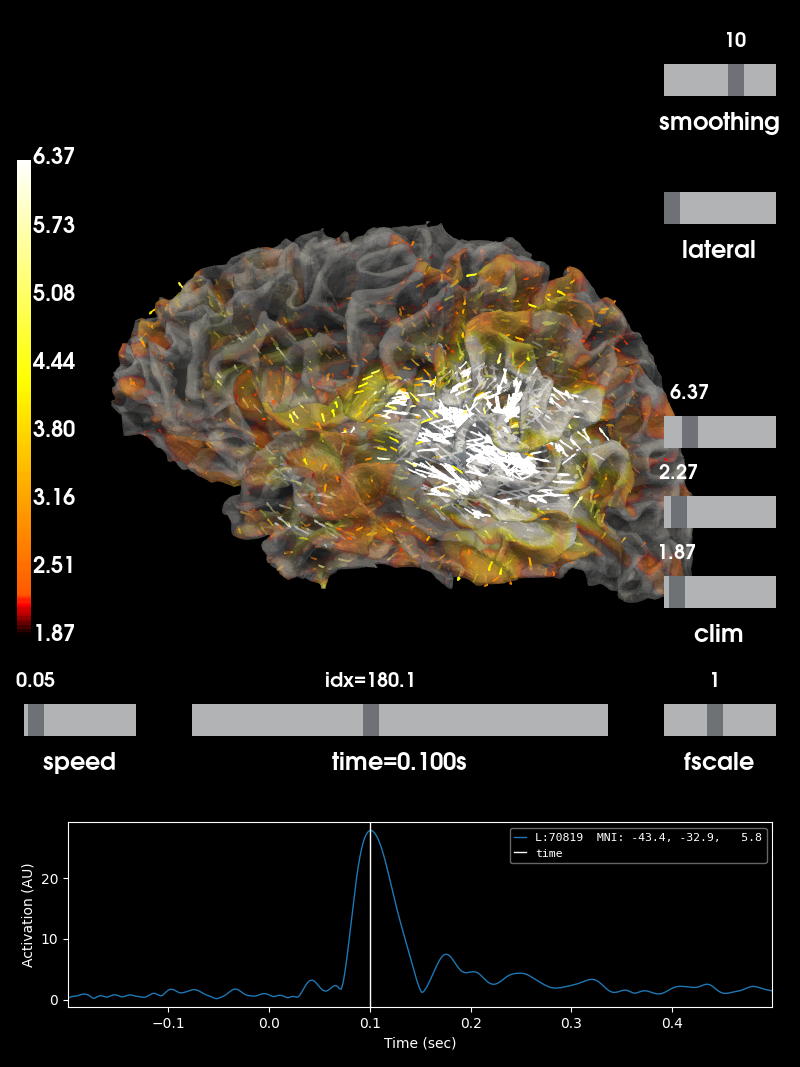 10
smoothing
lateral
6.37
5.73
5.08
4.44
3.80
3.16
2.51
1.87
6.37
2.27
1.87
clim
0.05
speed
idx=180.1
time=0.100s
1
fscale
L:70819  MNI: -43.4, -32.9,   5.8
time
Activation (AU)
20
10
0
−0.1
0.0
0.1
0.2
0.3
0.4
Time (sec)